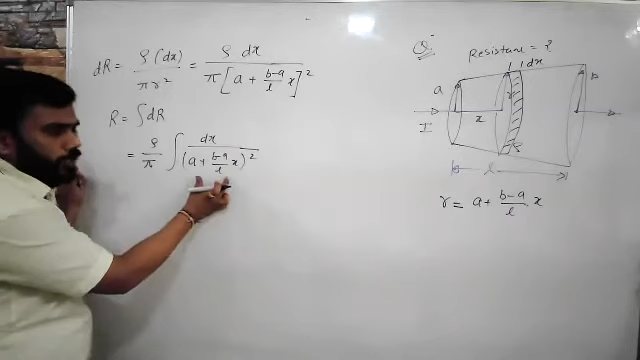 dR = ρ (dx) / πr² = ρ dx / π[a + (b-a)/l x]²
R = ∫dR
= ρ/π ∫ dx / (a + (b-a)/l x)²
Q.
Resistance = ?
dx
a
r
b
x
I
ρ
l
r = a + (b-a)/l x